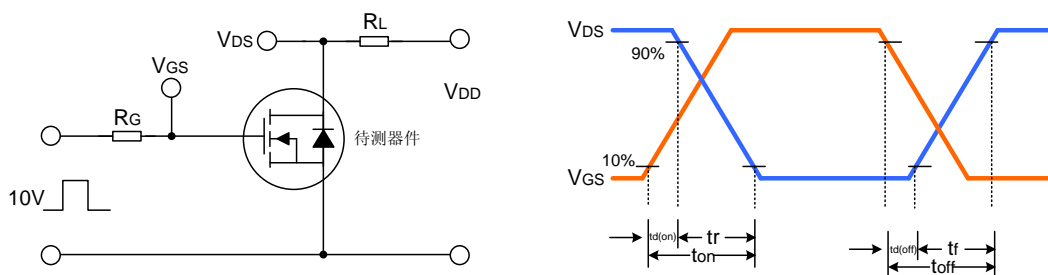 VDS
RL
VGS
VDD
RG
待测器件
10V
VDS
90%
10%
VGS
td(on)
tr
ton
td(off)
tf
toff